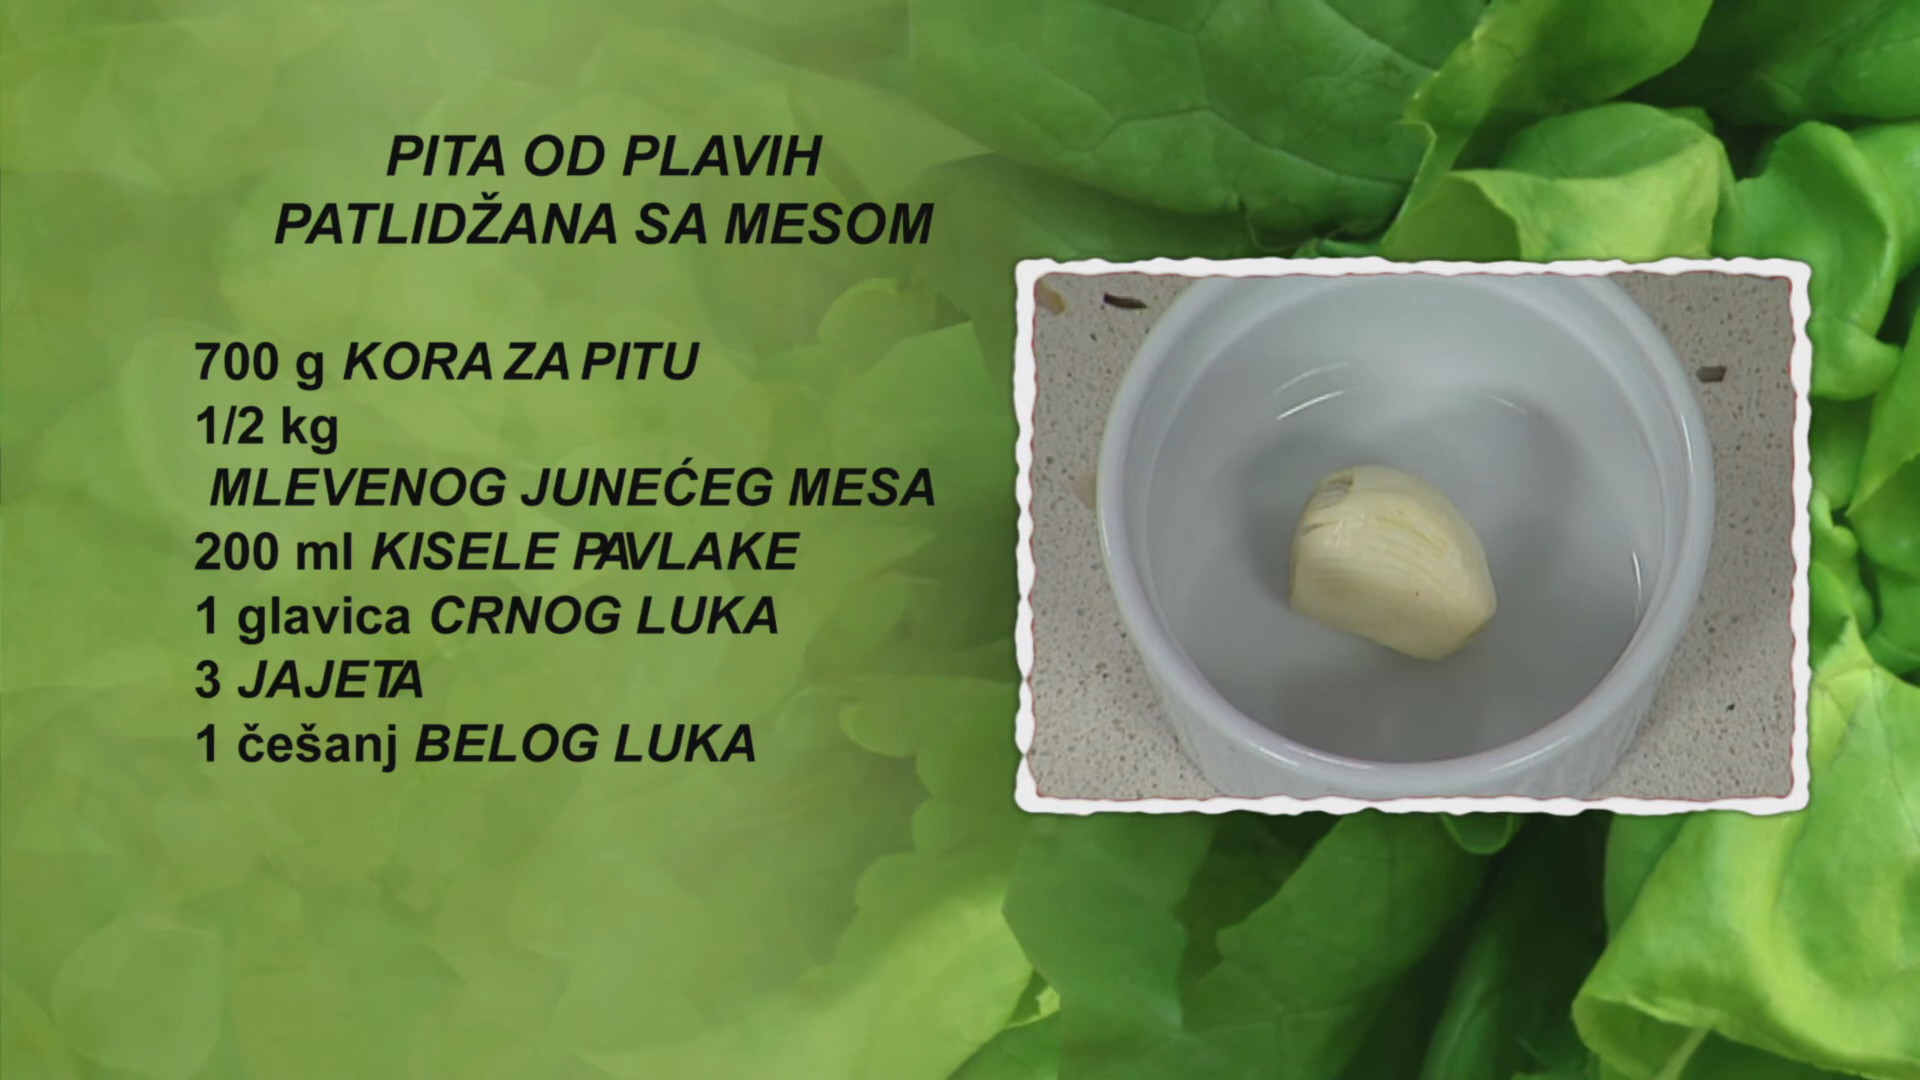 PITA OD PLAVIH
PATLIDŽANA SA MESOM
700 g KORA ZA PITU
1/2 kg
MLEVENOG JUNEĆEG MESA
200 ml KISELE PAVLAKE
1 glavica CRNOG LUKA
3 JAJETA
1 češanj BELOG LUKA